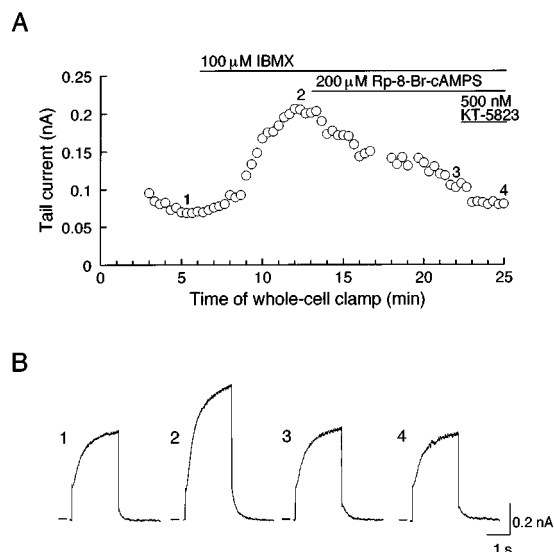 A
100 μM IBMX
200 μM Rp-8-Br-cAMPS
500 nM
KT-5823
Tail current (nA)
0.25
0.2
0.15
0.1
0.05
0
1
2
3
4
0
5
10
15
20
25
Time of whole-cell clamp (min)
B
1
2
3
4
0.2 nA
1 s